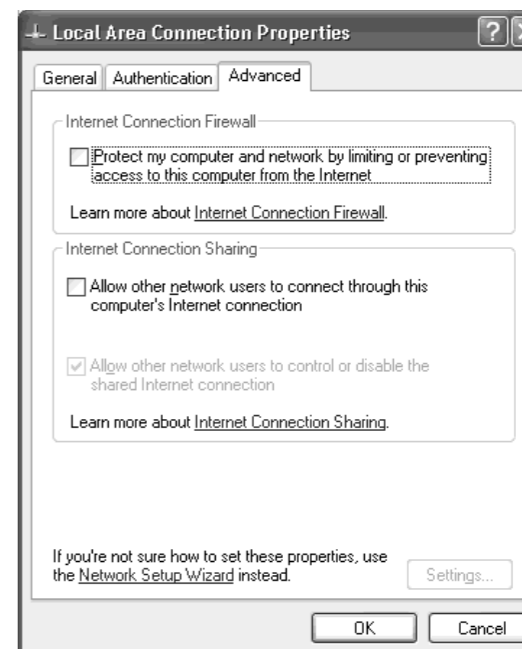 Local Area Connection Properties
General Authentication Advanced
Internet Connection Firewall
Protect my computer and network by limiting or preventing
access to this computer from the Internet
Learn more about Internet Connection Firewall.
Internet Connection Sharing
Allow other network users to connect through this
computer's Internet connection
Allow other network users to control or disable the
shared Internet connection
Learn more about Internet Connection Sharing.
If you're not sure how to set these properties, use
the Network Setup Wizard instead.
Settings...
OK Cancel